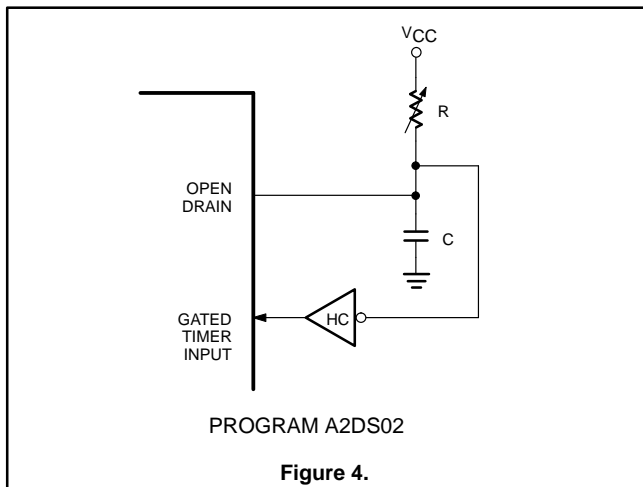 VCC
R
OPEN
DRAIN
C
GATED
TIMER
INPUT
HC
PROGRAM A2DS02
Figure 4.